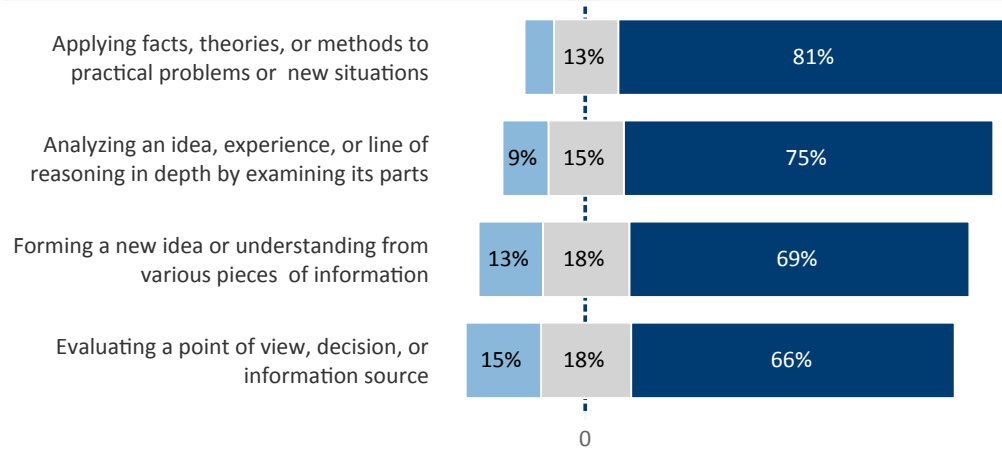 Applying facts, theories, or methods to
practical problems or new situations
13%
81%
Analyzing an idea, experience, or line of
reasoning in depth by examining its parts
9%
15%
75%
Forming a new idea or understanding from
various pieces of information
13%
18%
69%
Evaluating a point of view, decision, or
information source
15%
18%
66%
0